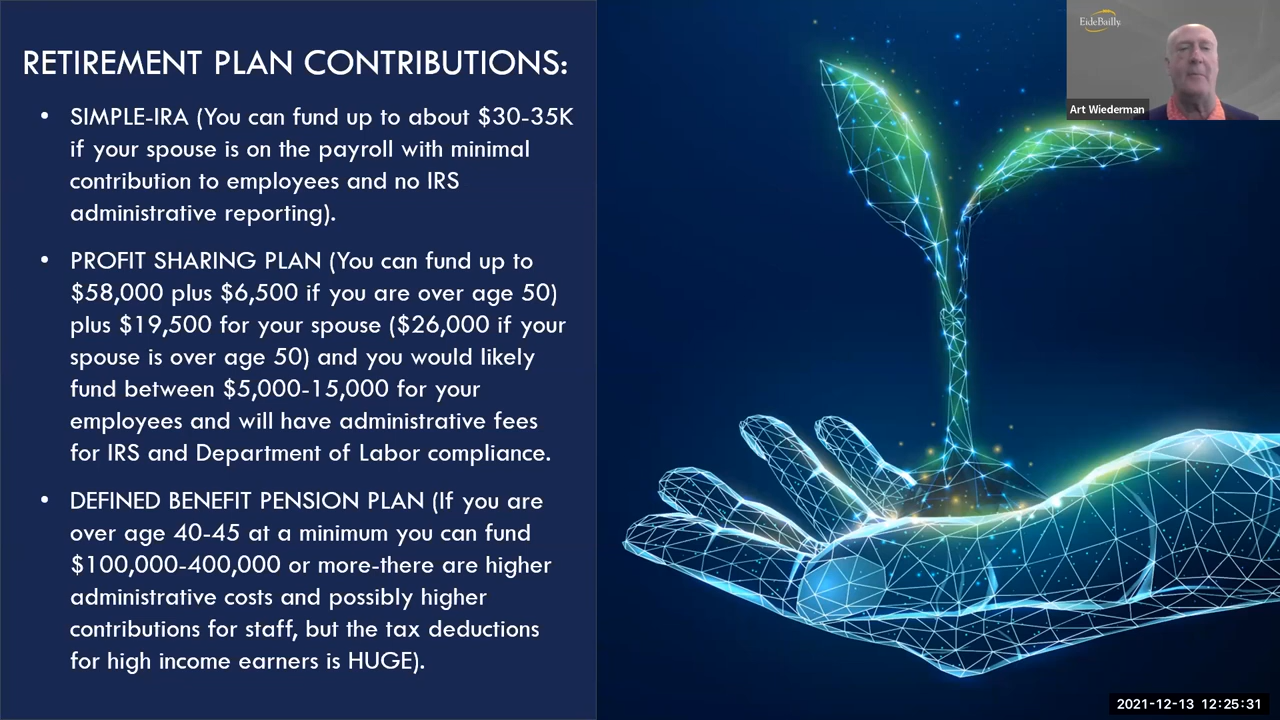 RETIREMENT PLAN CONTRIBUTIONS:
• SIMPLE-IRA (You can fund up to about $30-35K
if your spouse is on the payroll with minimal
contribution to employees and no IRS
administrative reporting).
• PROFIT SHARING PLAN (You can fund up to
$58,000 plus $6,500 if you are over age 50)
plus $19,500 for your spouse ($26,000 if your
spouse is over age 50) and you would likely
fund between $5,000-15,000 for your
employees and will have administrative fees
for IRS and Department of Labor compliance.
• DEFINED BENEFIT PENSION PLAN (If you are
over age 40-45 at a minimum you can fund
$100,000-400,000 or more-there are higher
administrative costs and possibly higher
contributions for staff, but the tax deductions
for high income earners is HUGE).
EideBailly
Art Wiederman
2021-12-13 12:25:31